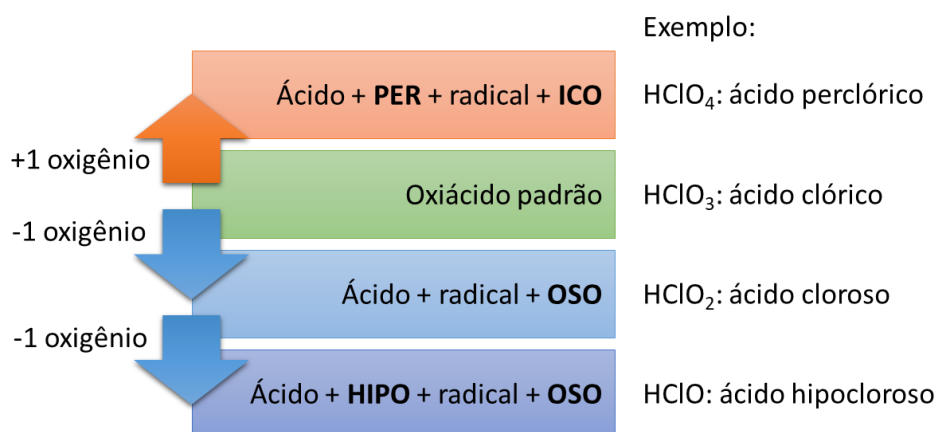 Exemplo:
Ácido + PER + radical + ICO
HClO₄: ácido perclórico
+1 oxigênio
Oxiácido padrão
HClO₃: ácido clórico
-1 oxigênio
Ácido + radical + OSO
HClO₂: ácido cloroso
-1 oxigênio
Ácido + HIPO + radical + OSO
HClO: ácido hipocloroso